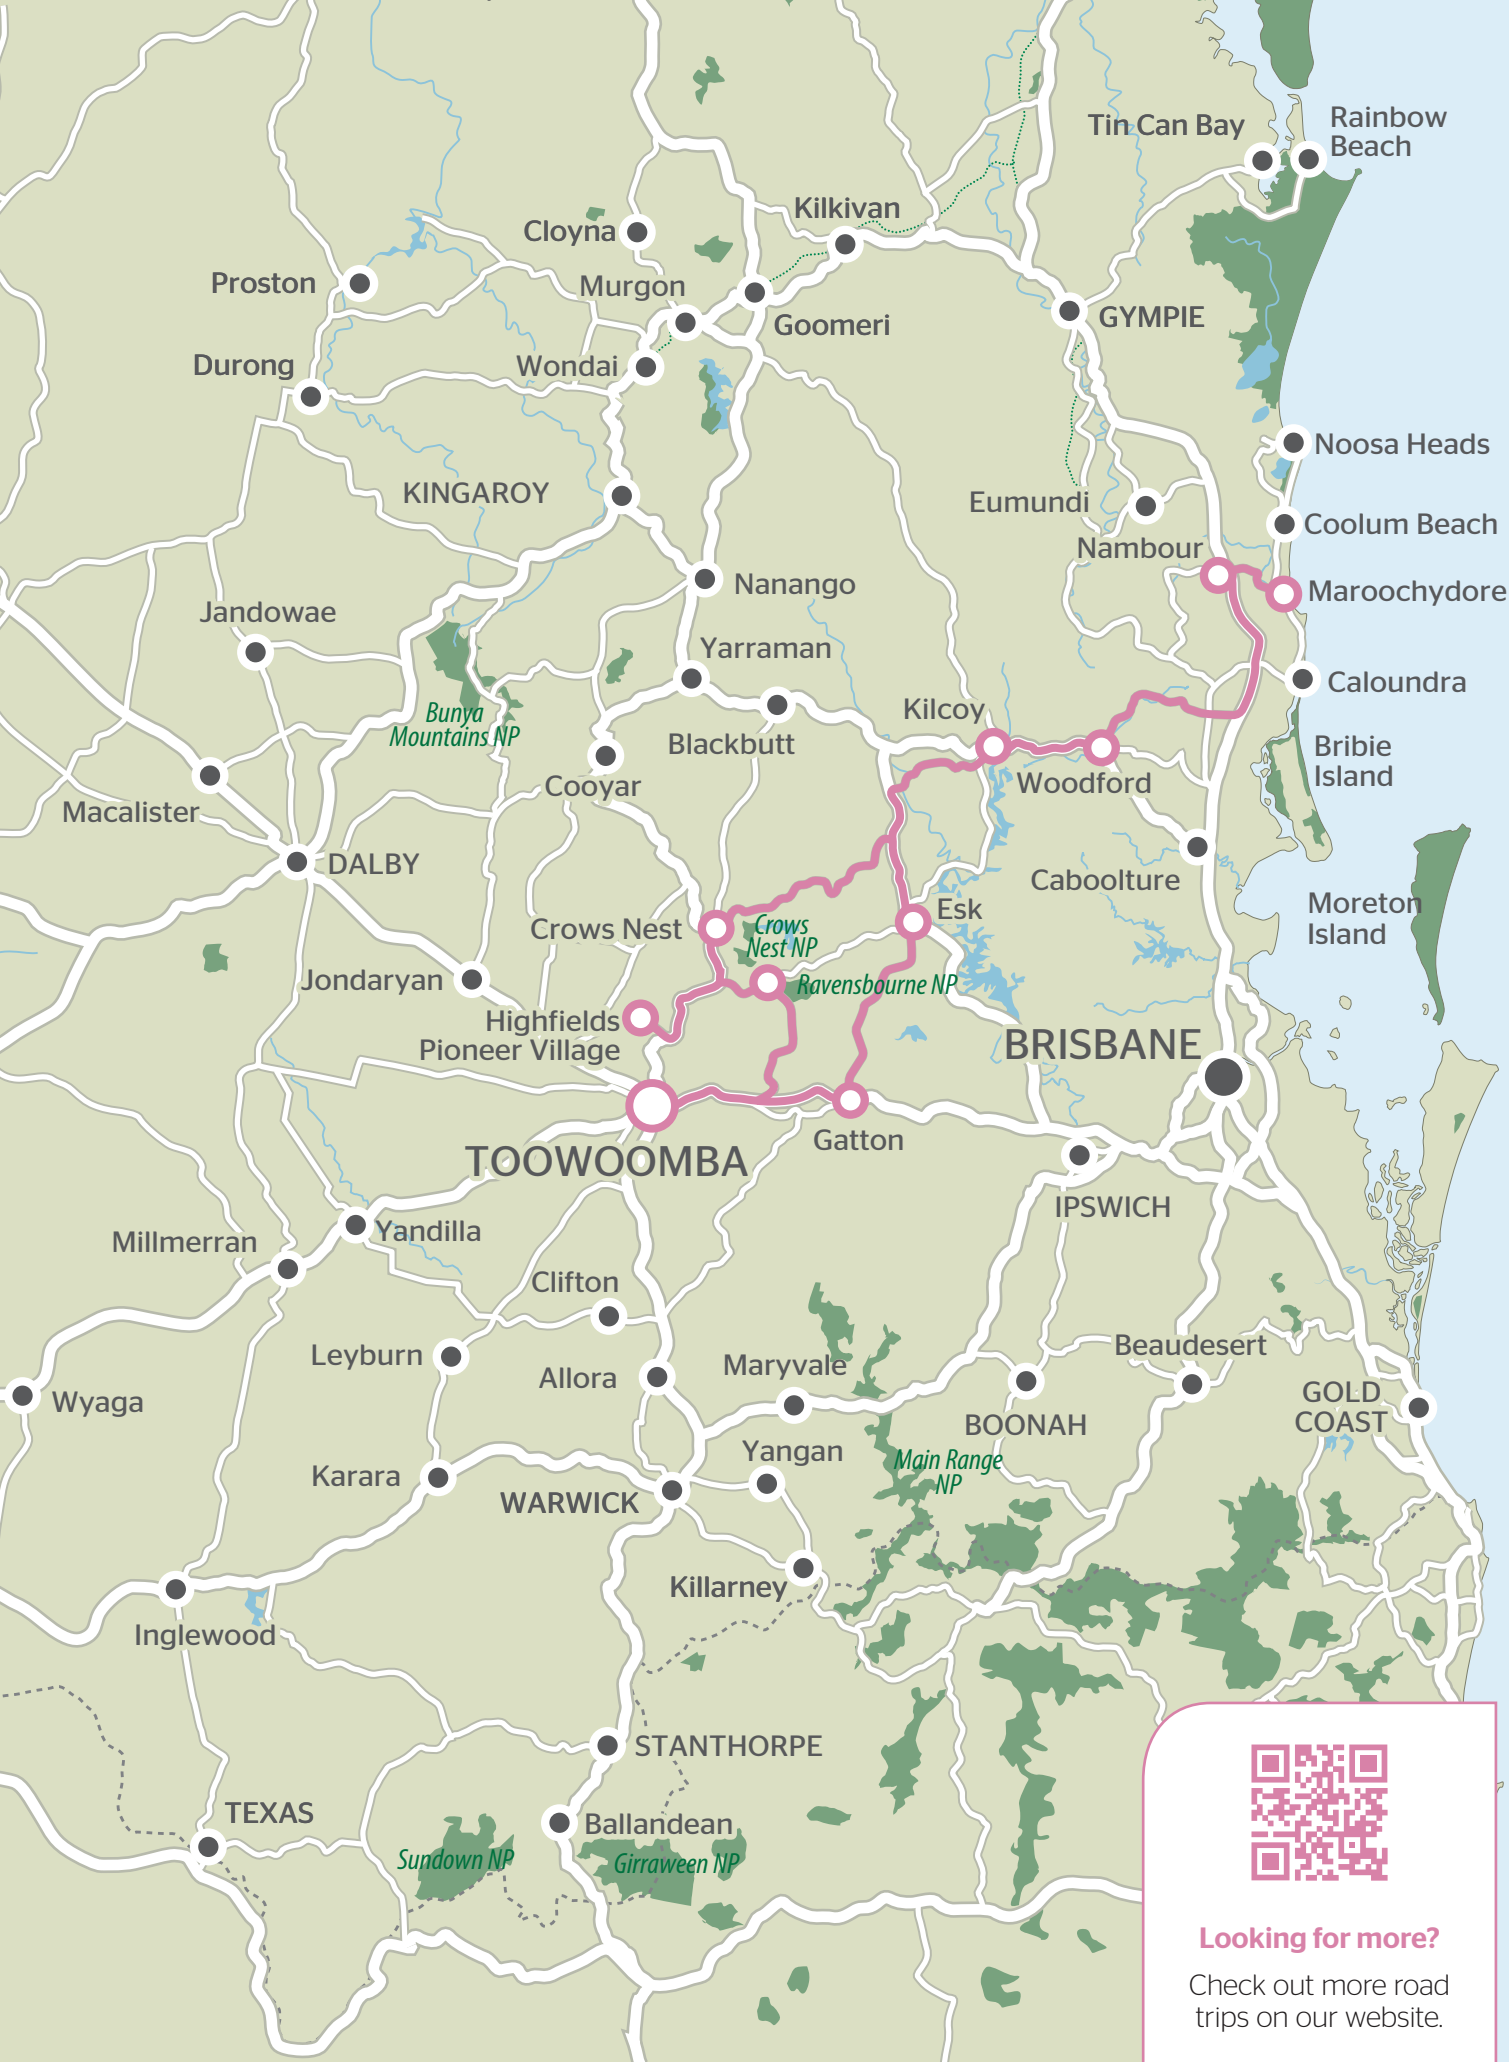 Tin Can Bay
Rainbow
Beach
Kilkivan
Cloyna
Proston
Murgon
Goomeri
GYMPIE
Durong
Wondai
Noosa Heads
KINGAROY
Eumundi
Coolum Beach
Nambour
Nanango
Maroochydore
Jandowae
Yarraman
Caloundra
Bunya
Mountains NP
Kilcoy
Blackbutt
Bribie
Island
Cooyar
Woodford
Macalister
DALBY
Caboolture
Crows Nest
Crows
Nest NP
Esk
Moreton
Island
Jondaryan
Ravensbourne NP
Highfields
Pioneer Village
BRISBANE
Gatton
TOOWOOMBA
IPSWICH
Millmerran
Yandilla
Clifton
Leyburn
Allora
Maryvale
Beaudesert
Wyaga
GOLD
COAST
BOONAH
Yangan
Main Range
NP
Karara
WARWICK
Killarney
Inglewood
STANTHORPE
TEXAS
Ballandean
Sundown NP
Girraween NP
Looking for more?
Check out more road
trips on our website.